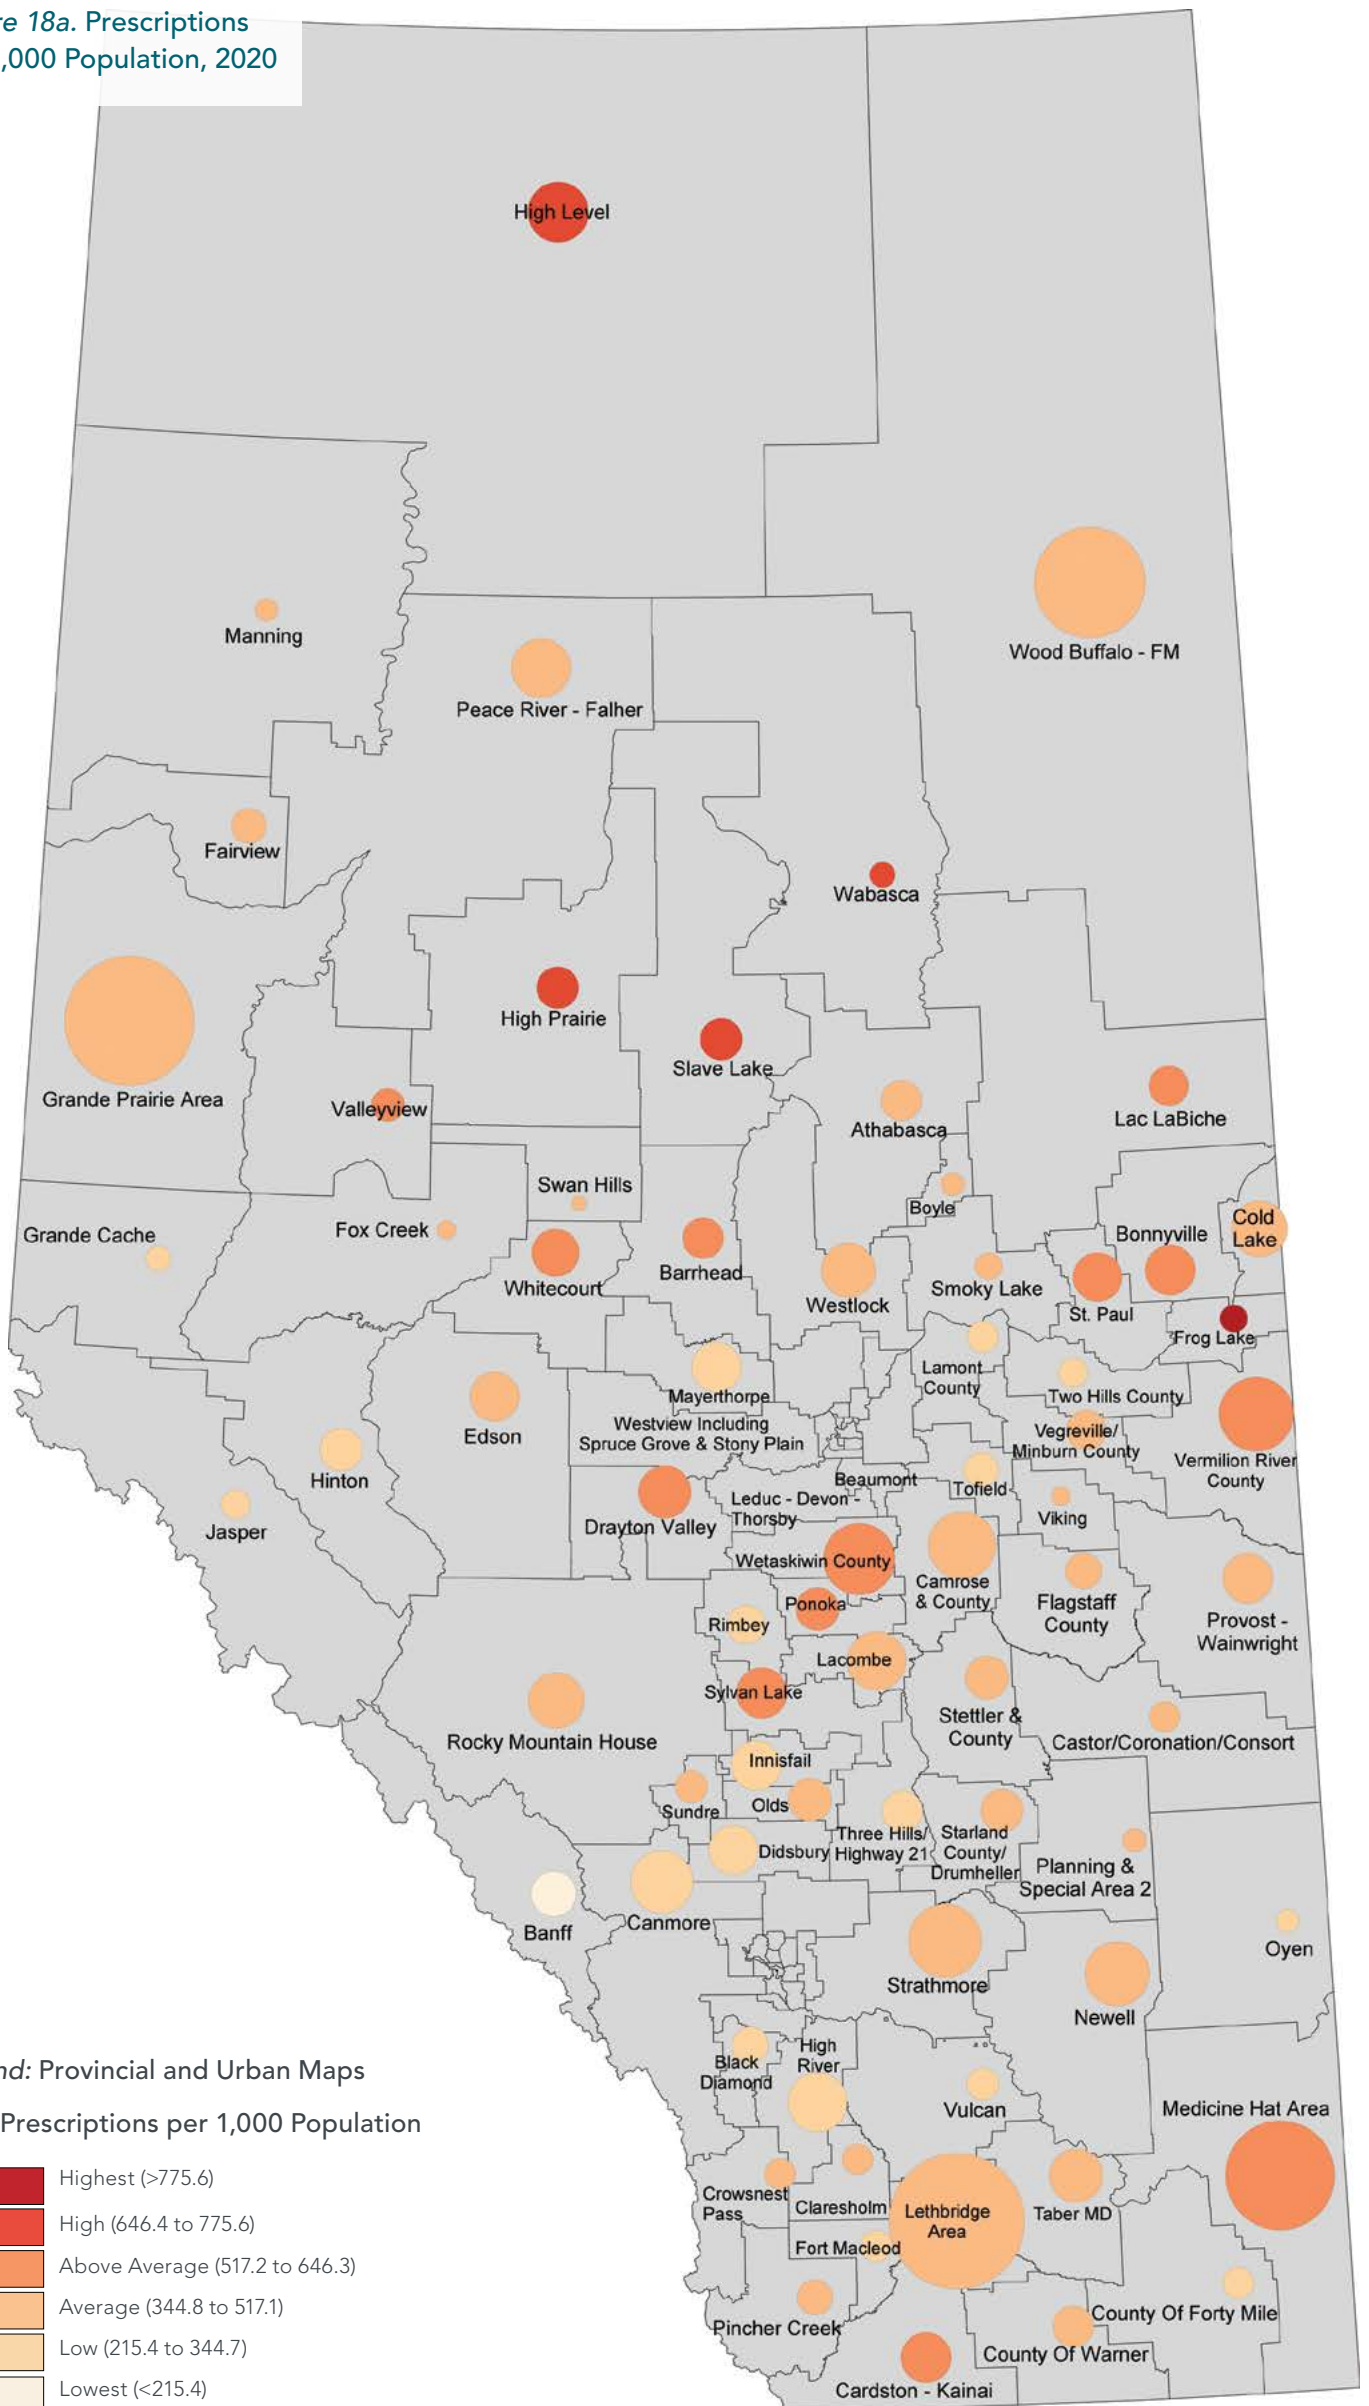 re 18a. Prescriptions
,000 Population, 2020
High Level
Wood Buffalo - FM
Manning
Peace River - Falher
Fairview
Wabasca
High Prairie
Slave Lake
Grande Prairie Area
Valleyview
Lac LaBiche
Athabasca
Swan Hills
Boyle
Grande Cache
Fox Creek
Cold
Lake
Bonnyville
Whitecourt
Barrhead
Smoky Lake
Westlock
St. Paul
Frog Lake
Lamont
County
Mayerthorpe
Two Hills County
Edson
Westview Including
Spruce Grove & Stony Plain
Vegreville/
Minburn County
Vermilion River
County
Hinton
Beaumont
Tofield
Jasper
Leduc - Devon -
Thorsby
Viking
Drayton Valley
Wetaskiwin County
Camrose
& County
Flagstaff
County
Ponoka
Rimbey
Provost -
Wainwright
Lacombe
Sylvan Lake
Rocky Mountain House
Stettler &
County
Castor/Coronation/Consort
Innisfail
Sundre
Olds
Three Hills/
Highway 21
Starland
County/
Drumheller
Didsbury
Planning &
Special Area 2
Banff
Canmore
Oyen
Strathmore
Newell
Black
Diamond
High
River
Vulcan
Medicine Hat Area
Crowsnest
Pass
Claresholm
Lethbridge
Area
Taber MD
Fort Macleod
Pincher Creek
County Of Forty Mile
County Of Warner
Cardston - Kainai
nd: Provincial and Urban Maps
Prescriptions per 1,000 Population
Highest (>775.6)
High (646.4 to 775.6)
Above Average (517.2 to 646.3)
Average (344.8 to 517.1)
Low (215.4 to 344.7)
Lowest (<215.4)